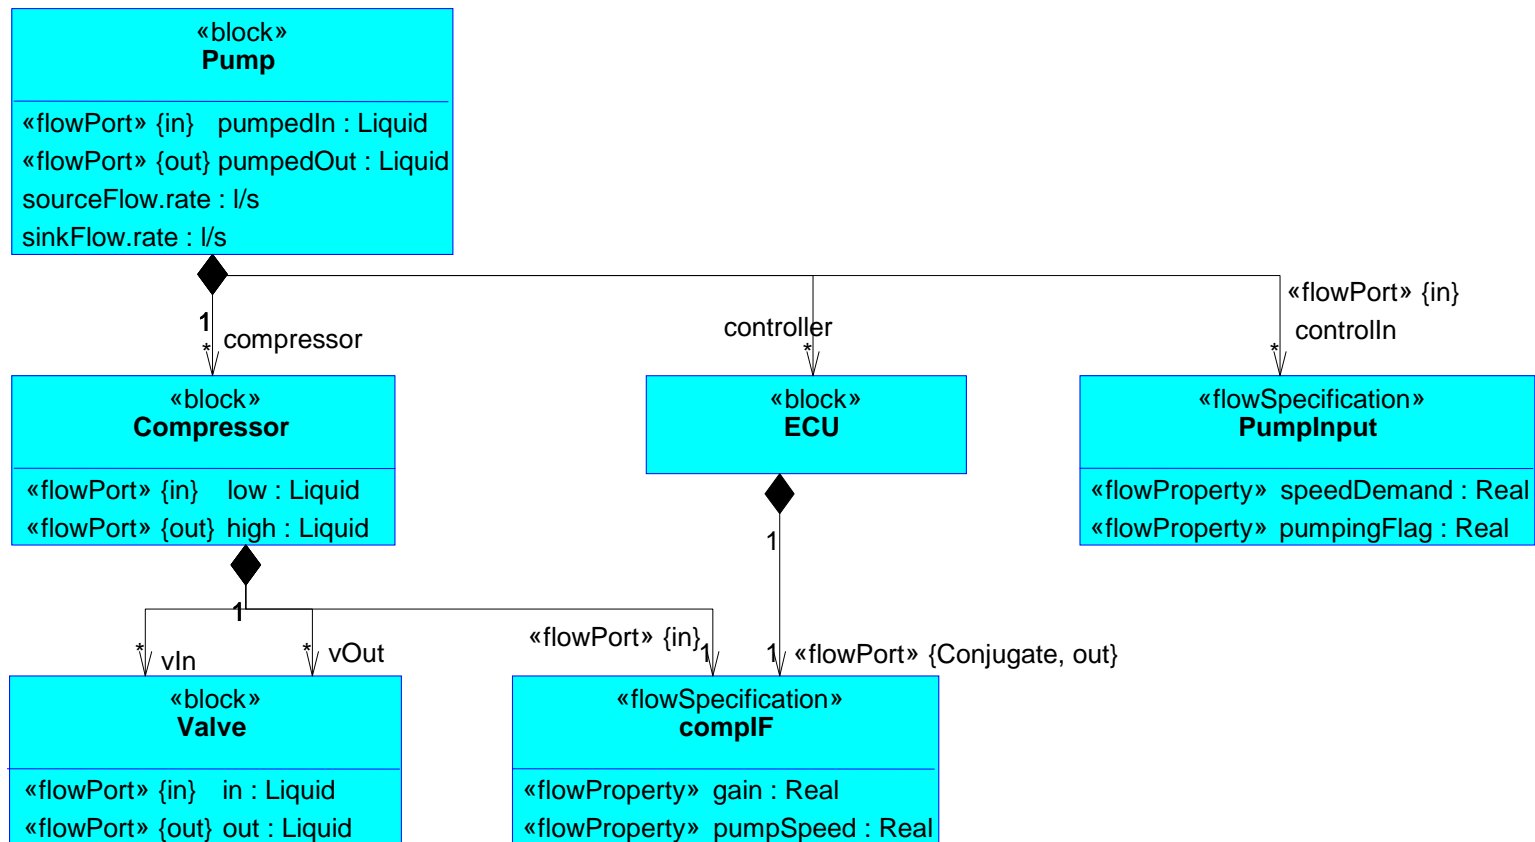 «block»
Pump
«flowPort» {in} pumpedIn : Liquid
«flowPort» {out} pumpedOut : Liquid
sourceFlow.rate : l/s
sinkFlow.rate : l/s
1
* compressor
controller
*
«flowPort» {in}
controlIn
*
«block»
Compressor
«flowPort» {in} low : Liquid
«flowPort» {out} high : Liquid
«block»
ECU
«flowSpecification»
PumpInput
«flowProperty» speedDemand : Real
«flowProperty» pumpingFlag : Real
1
1
* vIn
* vOut
«flowPort» {in} 1
1 «flowPort» {Conjugate, out}
«block»
Valve
«flowPort» {in} in : Liquid
«flowPort» {out} out : Liquid
«flowSpecification»
compIF
«flowProperty» gain : Real
«flowProperty» pumpSpeed : Real